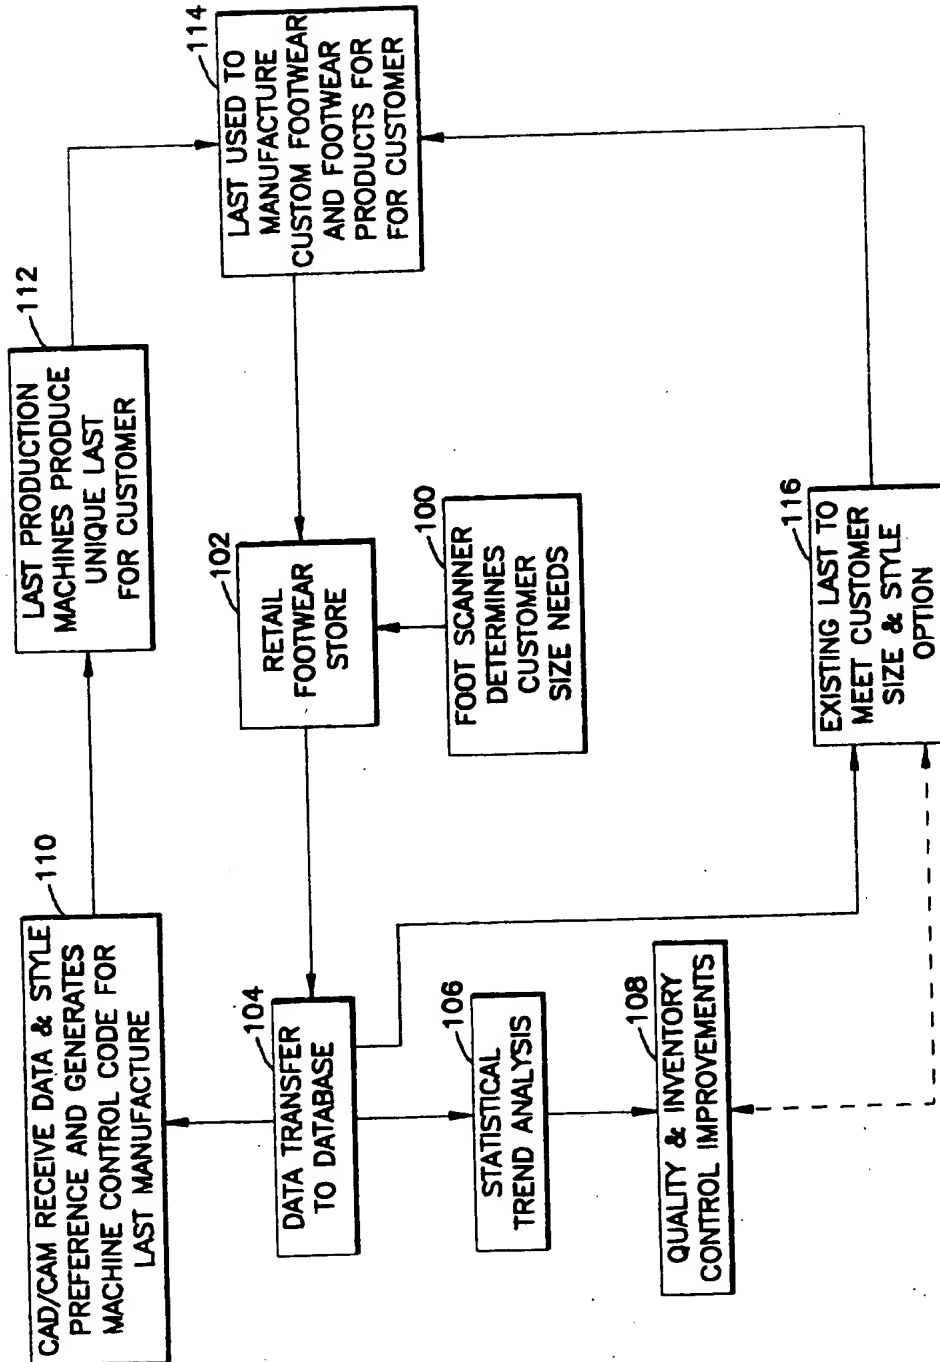 CAD/CAM RECEIVE DATA & STYLE
PREFERENCE AND GENERATES
MACHINE CONTROL CODE FOR
LAST MANUFACTURE
110
LAST PRODUCTION
MACHINES PRODUCE
UNIQUE LAST
FOR CUSTOMER
112
LAST USED TO
MANUFACTURE
CUSTOM FOOTWEAR
AND FOOTWEAR
PRODUCTS FOR
FOR CUSTOMER
114
DATA TRANSFER
TO DATABASE
104
RETAIL
FOOTWEAR
STORE
102
STATISTICAL
TREND ANALYSIS
106
FOOT SCANNER
DETERMINES
CUSTOMER
SIZE NEEDS
100
QUALITY & INVENTORY
CONTROL IMPROVEMENTS
108
EXISTING LAST TO
MEET CUSTOMER
SIZE & STYLE
OPTION
116